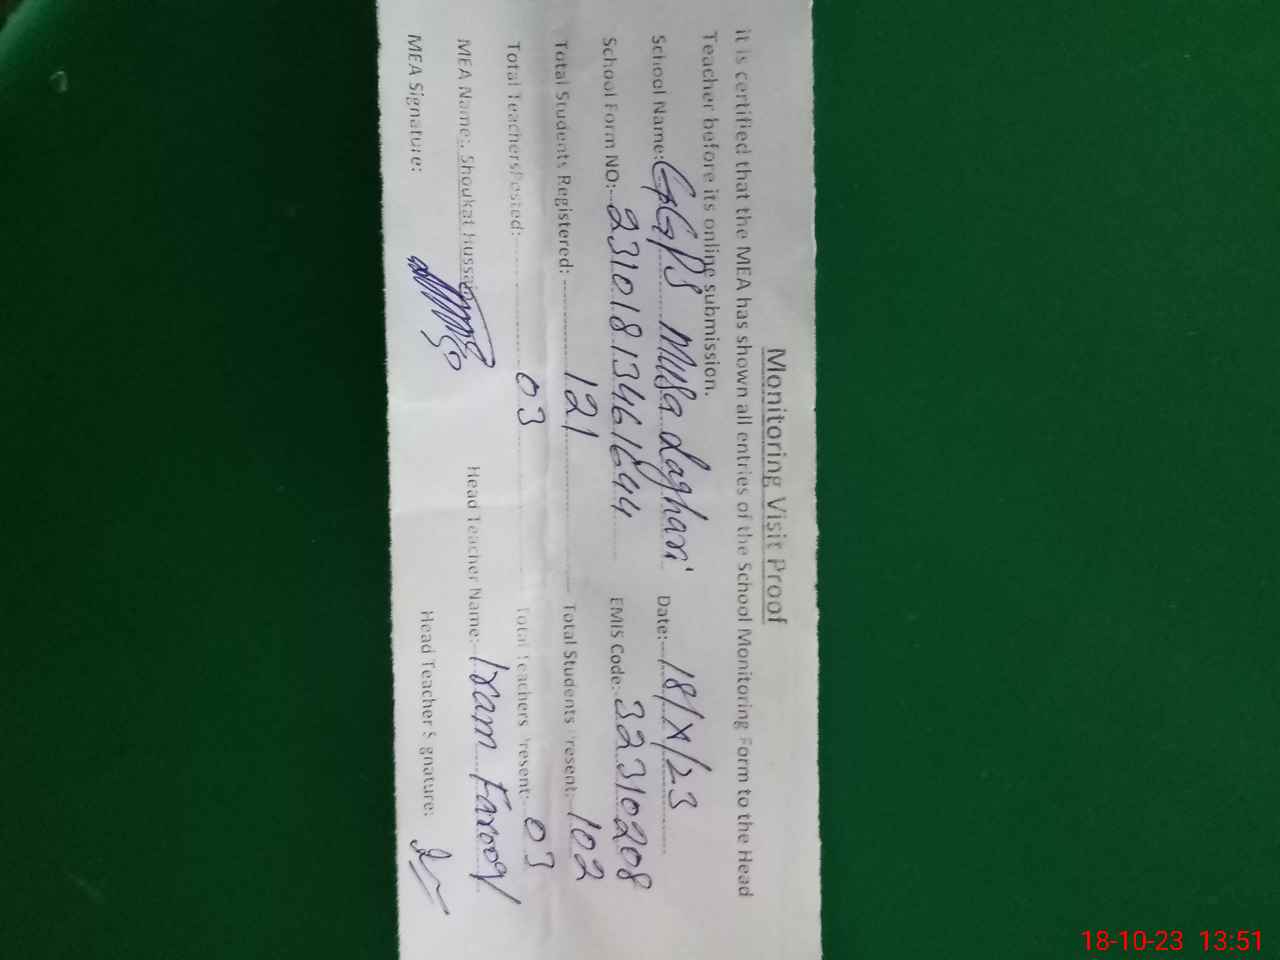 Monitoring Visit Proof
it is certified that the MEA has shown all entries of the School Monitoring Form to the Head
Teacher before its online submission.
School Name: GGPS Musa daghari Date: 18/X/23
School Form NO: 23101813461644 EMIS Code: 32310208
Total Students Registered: 121 Total Students Present: 102
Total Teachers Posted: 03 Total Teachers Present: 03
MEA Name: Shoukat Hussain Head Teacher Name: Iram Farooq
MEA Signature: Head Teacher Signature:
18-10-23 13:51